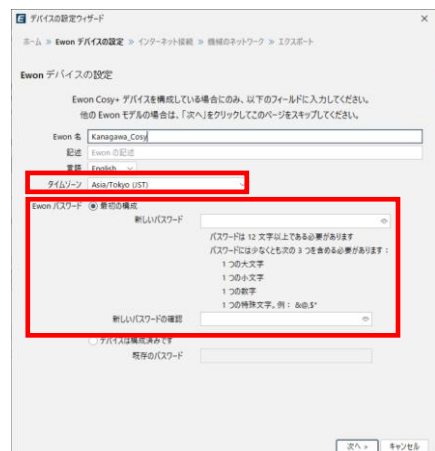 デバイスの設定ウィザード
ホーム » Ewon デバイスの設定 » インターネット接続 » 機械のネットワーク » エクスポート
Ewon デバイスの設定
Ewon Cosy+ デバイスを構成している場合にのみ、以下のフィールドに入力してください。
他の Ewon モデルの場合は、「次へ」をクリックしてこのページをスキップしてください。
Ewon 名 Kanagawa_Cosy
記述 Ewon の記述
言語 English
タイムゾーン Asia/Tokyo (JST)
Ewon パスワード 最初の構成
新しいパスワード
パスワードは 12 文字以上である必要があります
パスワードには少なくとも次の 3 つを含める必要があります：
1 つの大文字
1 つの小文字
1 つの数字
1 つの特殊文字。例： &@.$*
新しいパスワードの確認
デバイスは構成済みです
既存のパスワード
次へ » キャンセル